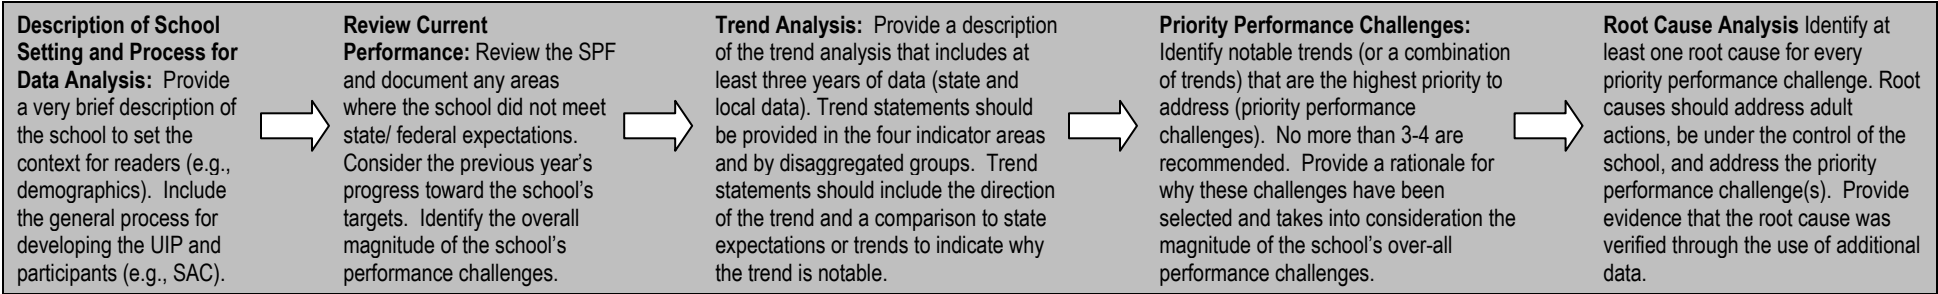 Description of School
Setting and Process for
Data Analysis: Provide
a very brief description of
the school to set the
context for readers (e.g.,
demographics). Include
the general process for
developing the UIP and
participants (e.g., SAC).
Review Current
Performance: Review the SPF
and document any areas
where the school did not meet
state/ federal expectations.
Consider the previous year's
progress toward the school's
targets. Identify the overall
magnitude of the school's
performance challenges.
Trend Analysis: Provide a description
of the trend analysis that includes at
least three years of data (state and
local data). Trend statements should
be provided in the four indicator areas
and by disaggregated groups. Trend
statements should include the direction
of the trend and a comparison to state
expectations or trends to indicate why
the trend is notable.
Priority Performance Challenges:
Identify notable trends (or a combination
of trends) that are the highest priority to
address (priority performance
challenges). No more than 3-4 are
recommended. Provide a rationale for
why these challenges have been
selected and takes into consideration the
magnitude of the school's over-all
performance challenges.
Root Cause Analysis Identify at
least one root cause for every
priority performance challenge. Root
causes should address adult
actions, be under the control of the
school, and address the priority
performance challenge(s). Provide
evidence that the root cause was
verified through the use of additional
data.